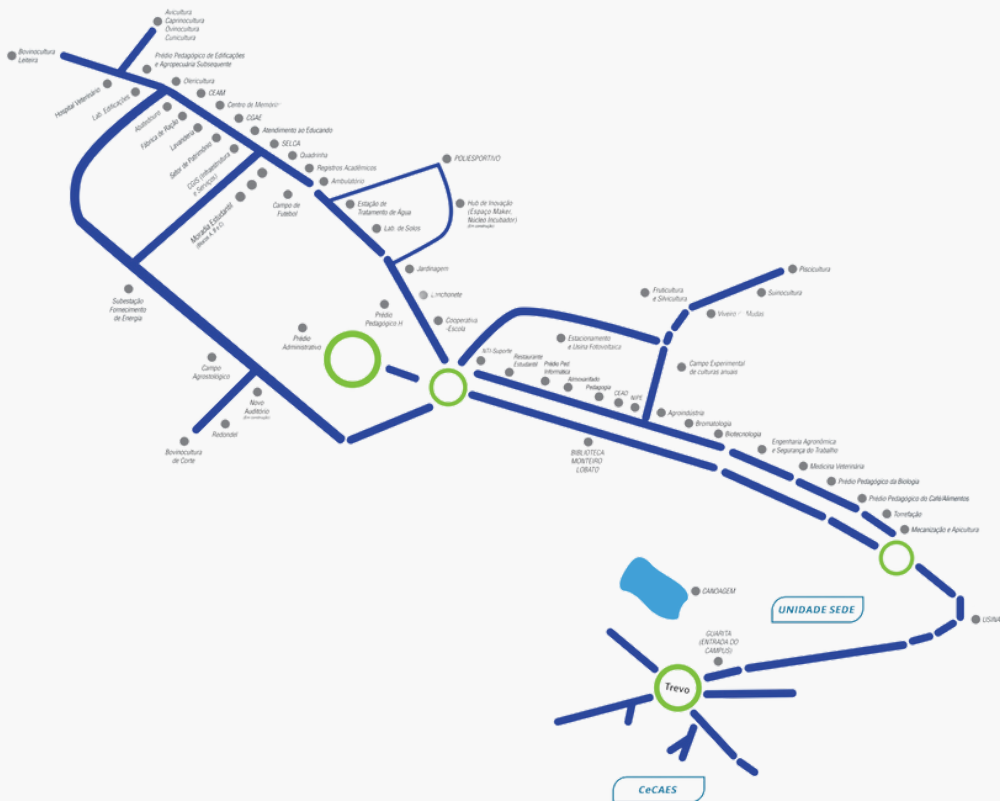 Avicultura
Caprinocultura
Ovinocultura
Cunicultura
Bovinocultura
Leiteira
Prédio Pedagógico de Edificações
e Agropecuária Subsequente
Hospital Veterinário
Olericultura
Lab. Edificações
CEAM
Abatedouro
Centro de Memória
Fábrica de Ração
CGAE
Lavanderia
Atendimento ao Educando
Setor de Patrimônio
SELCA
CGIS (Infraestrutura
e Serviços)
Quadrinha
Registros Acadêmicos
Ambulatório
POLIESPORTIVO
Moradia Estudantil
(Blocos A, B e C)
Campo de
Futebol
Estação de
Tratamento de Água
Hub de Inovação
(Espaço Maker,
Núcleo Incubador)
(Em construção)
Lab. de Solos
Jardinagem
Lanchonete
Cooperativa
-Escola
Prédio
Pedagógico H
Prédio
Administrativo
Subestação
Fornecimento
de Energia
Campo
Agrostológico
Novo
Auditório
(Em construção)
Redondel
Bovinocultura
de Corte
Piscicultura
Suinocultura
Fruticultura
e Silvicultura
Viveiro de Mudas
Estacionamento
e Usina Fotovoltaica
Campo Experimental
de culturas anuais
NTI-Suporte
Restaurante
Estudantil
Prédio Ped.
Informática
Almoxarifado
Pedagogia
CEAD
NIPE
Agroindústria
Bromatologia
Biotecnologia
BIBLIOTECA
MONTEIRO
LOBATO
Engenharia Agronômica
e Segurança do Trabalho
Medicina Veterinária
Prédio Pedagógico da Biologia
Prédio Pedagógico do Café/Alimentos
Torrefação
Mecanização e Apicultura
CANOAGEM
UNIDADE SEDE
USINA
GUARITA
(ENTRADA DO
CAMPUS)
Trevo
CeCAES